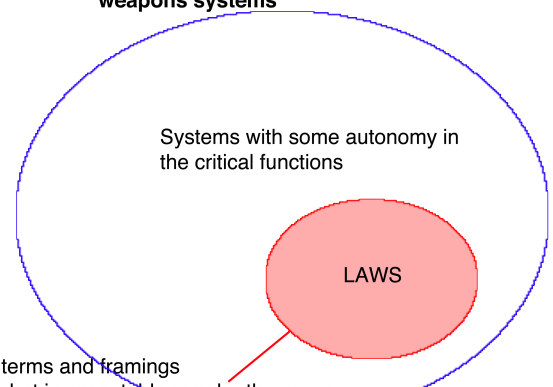 weapons systems
Systems with some autonomy in
the critical functions
LAWS
terms and framings